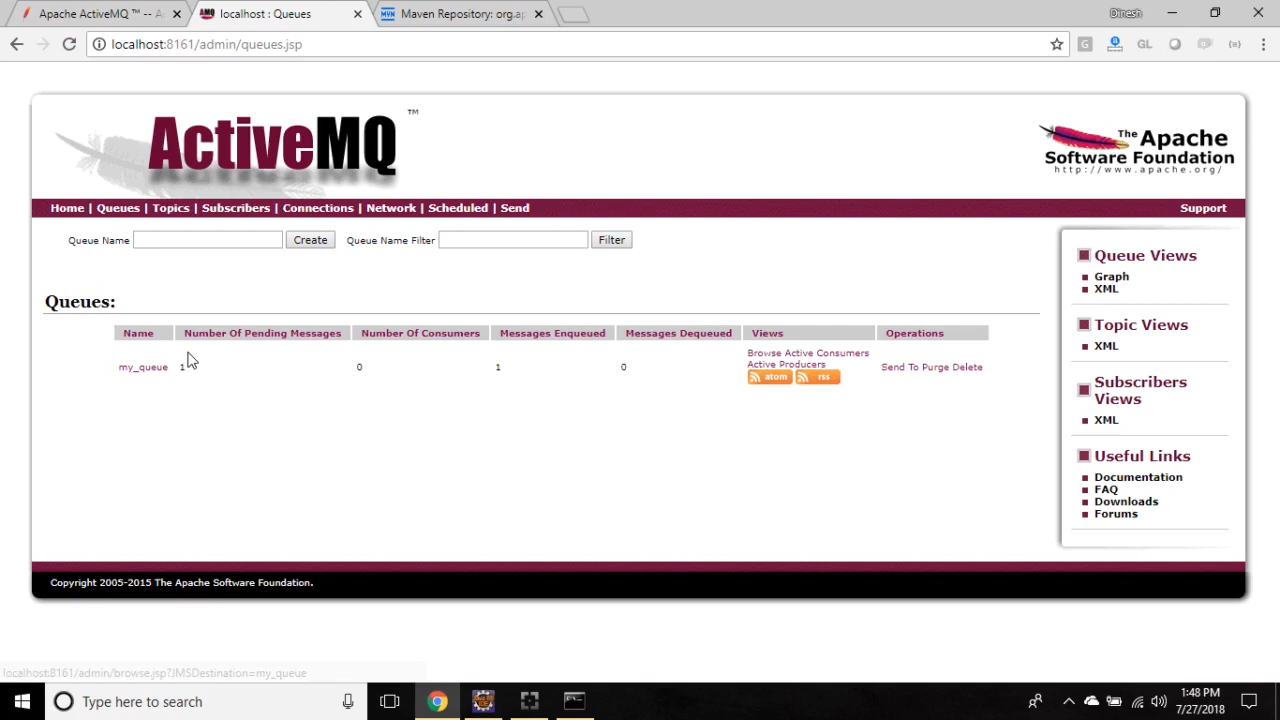 Apache ActiveMQ ™ -- A
localhost : Queues
Maven Repository: org.ap
Dinesh
localhost:8161/admin/queues.jsp
ActiveMQ ™
The Apache
Software Foundation
http://www.apache.org/
Home | Queues | Topics | Subscribers | Connections | Network | Scheduled | Send
Support
Queue Name
Create
Queue Name Filter
Filter
Queues:
Name Number Of Pending Messages Number Of Consumers Messages Enqueued Messages Dequeued Views Operations
my_queue 1 0 1 0
Browse Active Consumers
Active Producers
atom rss
Send To Purge Delete
Queue Views
Graph
XML
Topic Views
XML
Subscribers
Views
XML
Useful Links
Documentation
FAQ
Downloads
Forums
Copyright 2005-2015 The Apache Software Foundation.
localhost:8161/admin/browse.jsp?JMSDestination=my_queue
Type here to search
1:48 PM
7/27/2018